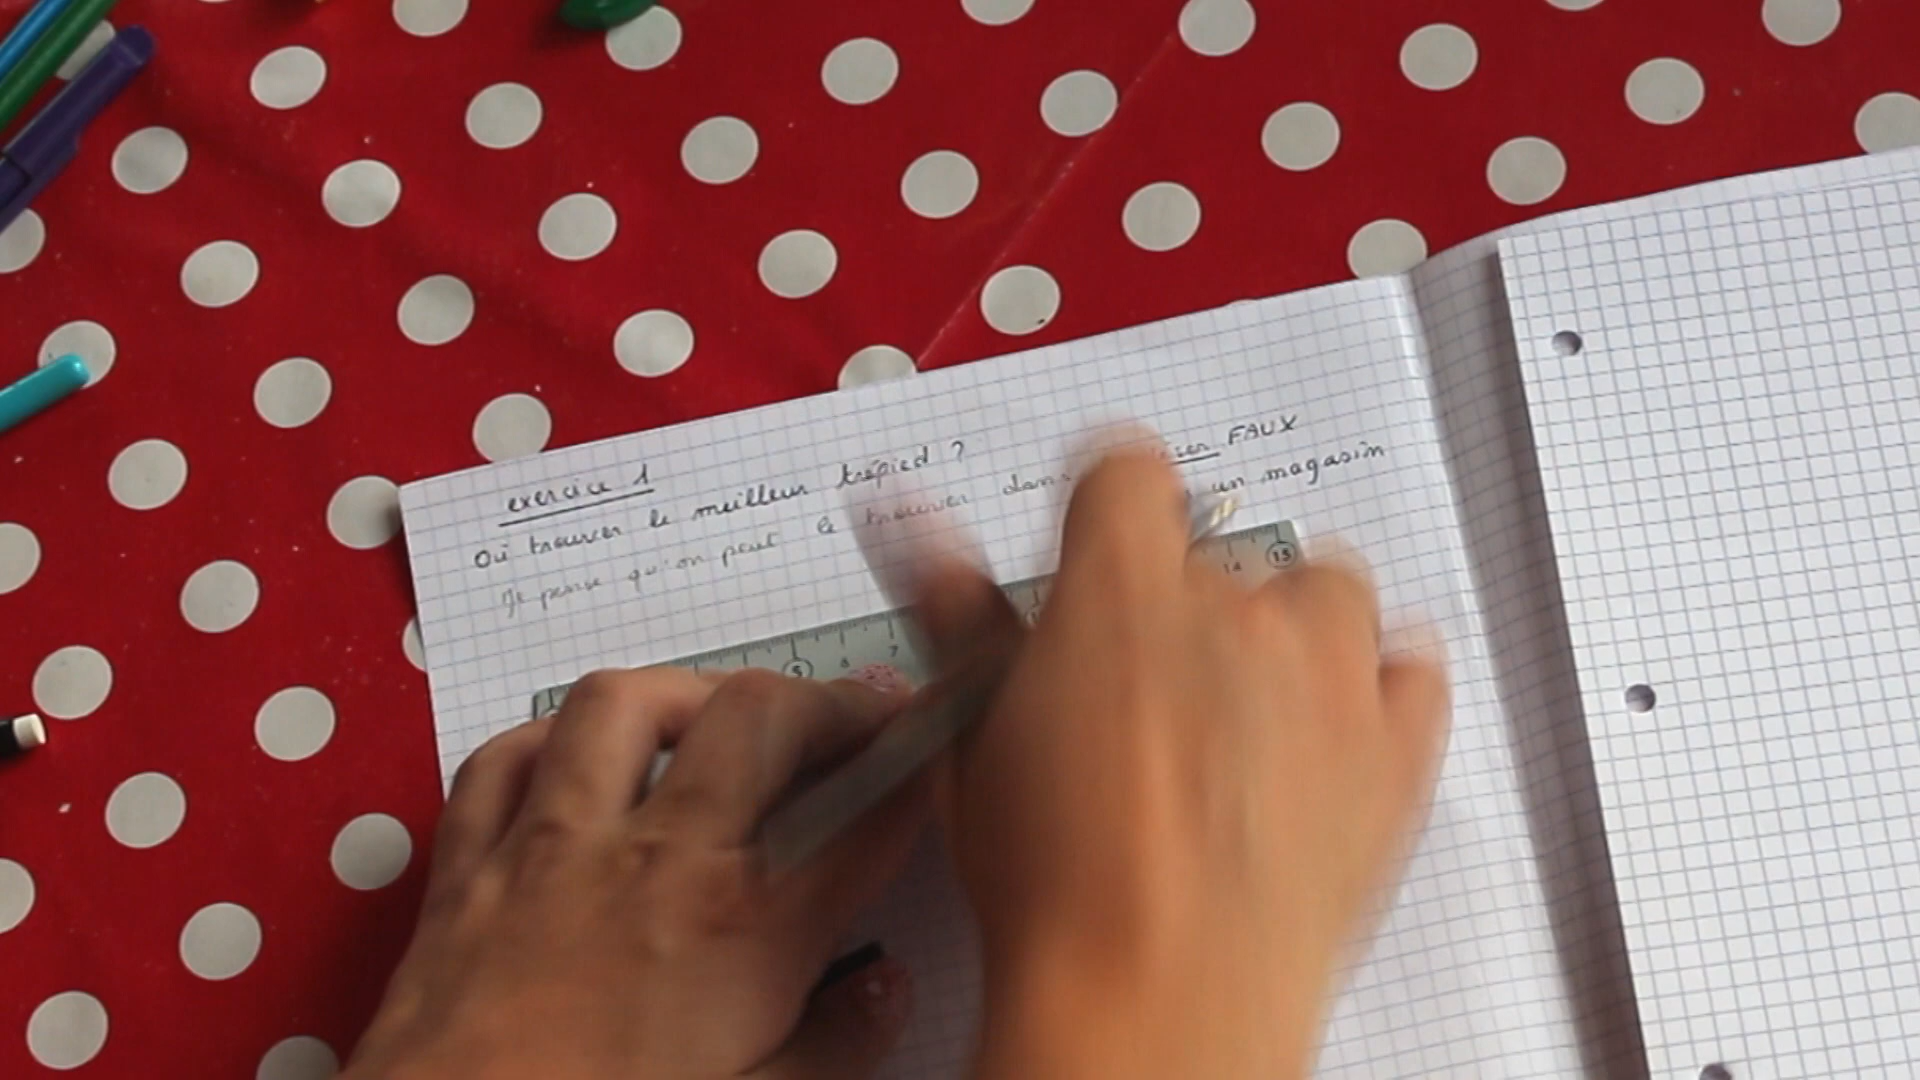 exercice 1
Où trouver le meilleur trépied ? FAUX
Je pense qu'on peut le trouver dans un magasin
5 6 7 14 15